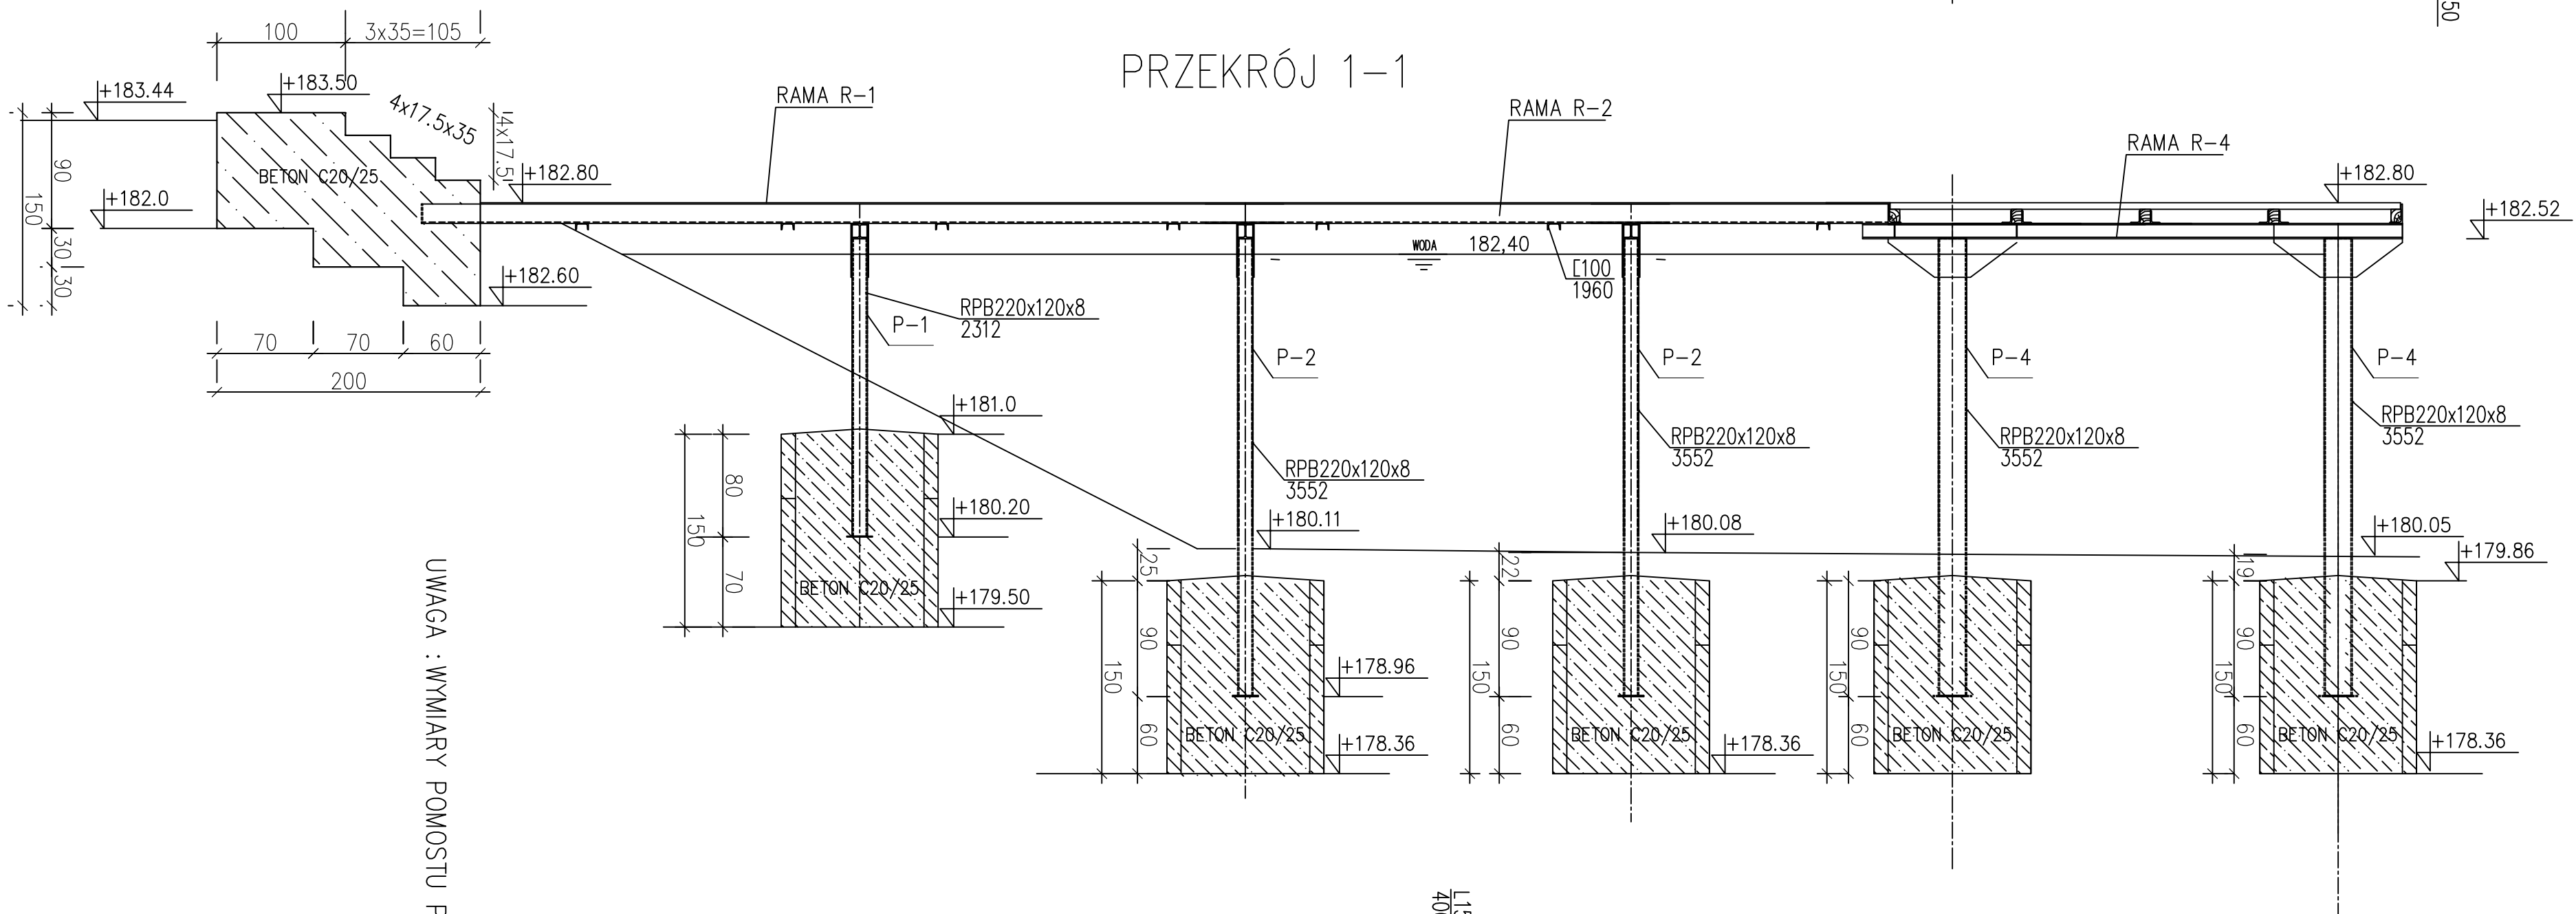 50
PRZEKRÓJ 1-1
100
3x35=105
+183.44
+183.50
4x17.5x35
4x17.5
90
150
30
30
+182.0
BETON C20/25
+182.80
+182.60
70
70
60
200
RAMA R-1
RAMA R-2
RAMA R-4
+182.80
+182.52
WODA 182,40
[100
1960
RPB220x120x8
2312
P-1
P-2
P-2
P-4
P-4
RPB220x120x8
3552
RPB220x120x8
3552
RPB220x120x8
3552
RPB220x120x8
3552
+181.0
80
150
70
+180.20
BETON C20/25
+179.50
+180.11
25
90
150
60
+178.96
BETON C20/25
+178.36
+180.08
22
90
150
60
BETON C20/25
+178.36
90
150
60
BETON C20/25
+180.05
+179.86
19
90
150
60
BETON C20/25
+178.36
UWAGA : WYMIARY POMOSTU